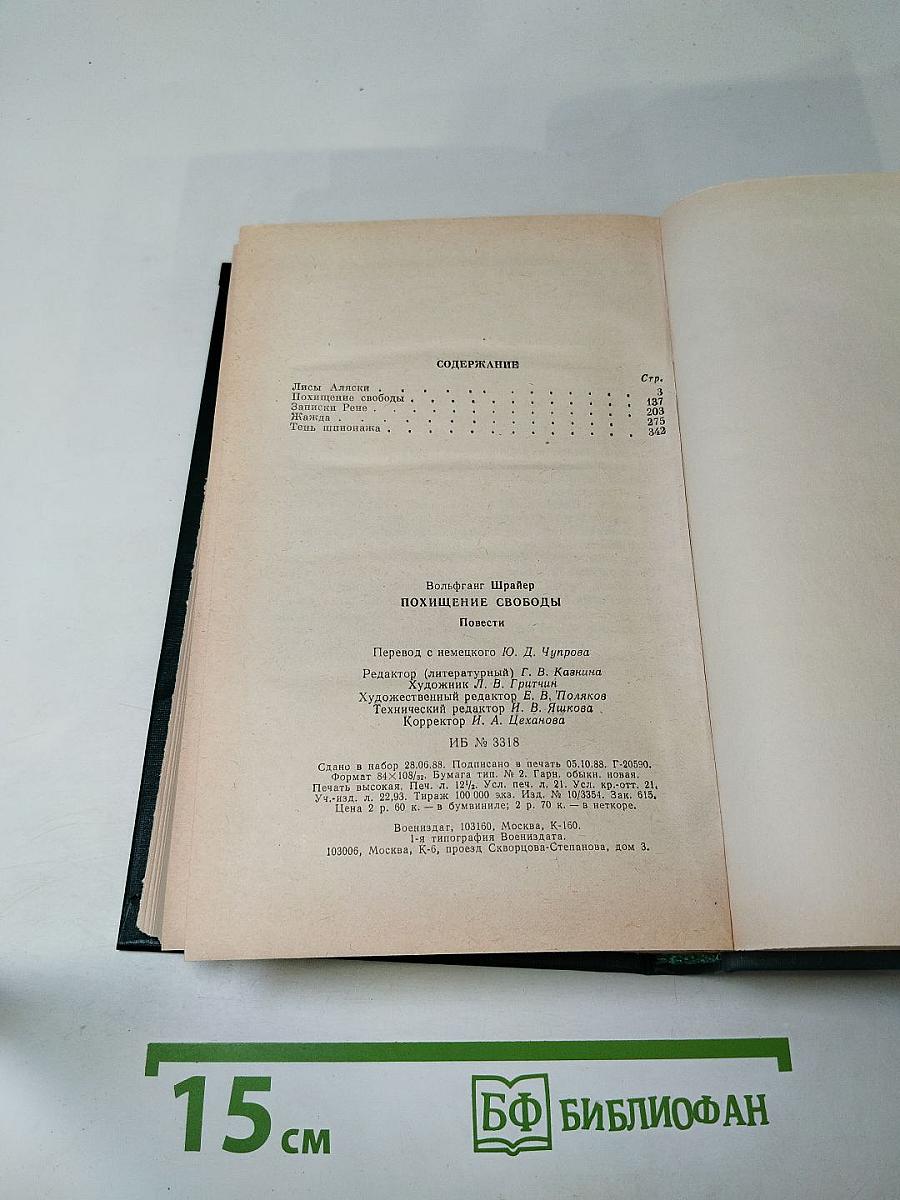 СОДЕРЖАНИЕ
Стр.
Лисы Аляски . . . . . . . . . . . . . 3
Похищение свободы . . . . . . . . . . . 137
Записки Рене . . . . . . . . . . . . . 203
Жажда . . . . . . . . . . . . . . 275
Тень шпионажа . . . . . . . . . . . . 342
Вольфганг Шрайер
ПОХИЩЕНИЕ СВОБОДЫ
Повести
Перевод с немецкого Ю. Д. Чупрова
Редактор (литературный) Г. В. Казнина
Художник Л. В. Гритчин
Художественный редактор Е. В. Поляков
Технический редактор И. В. Яшкова
Корректор И. А. Цеханова
ИБ № 3318
Сдано в набор 28.06.88. Подписано в печать 05.10.88. Г-20590.
Формат 84×108/32. Бумага тип. № 2. Гарн. обыкн. новая.
Печать высокая. Печ. л. 12½. Усл. печ. л. 21. Усл. кр.-отт. 21.
Уч.-изд. л. 22,93. Тираж 100 000 экз. Изд. № 10/3354. Зак. 615.
Цена 2 р. 60 к. — в бумвиниле; 2 р. 70 к. — в неткоре.
Воениздат, 103160, Москва, К-160.
1-я типография Воениздата.
103006, Москва, К-6, проезд Скворцова-Степанова, дом 3.
15 см
БФ БИБЛИОФАН